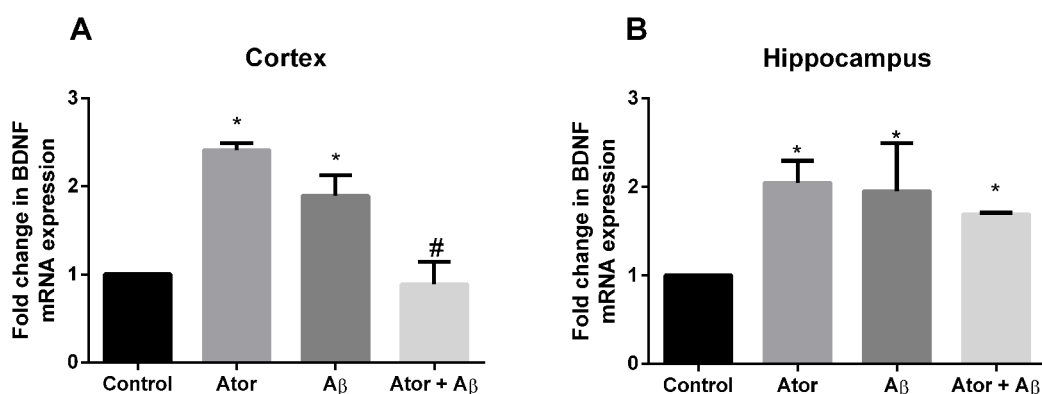 A
Cortex
Fold change in BDNF
mRNA expression
3
2
1
0
*
*
#
Control Ator Aβ Ator + Aβ
B
Hippocampus
Fold change in BDNF
mRNA expression
3
2
1
0
*
*
*
Control Ator Aβ Ator + Aβ